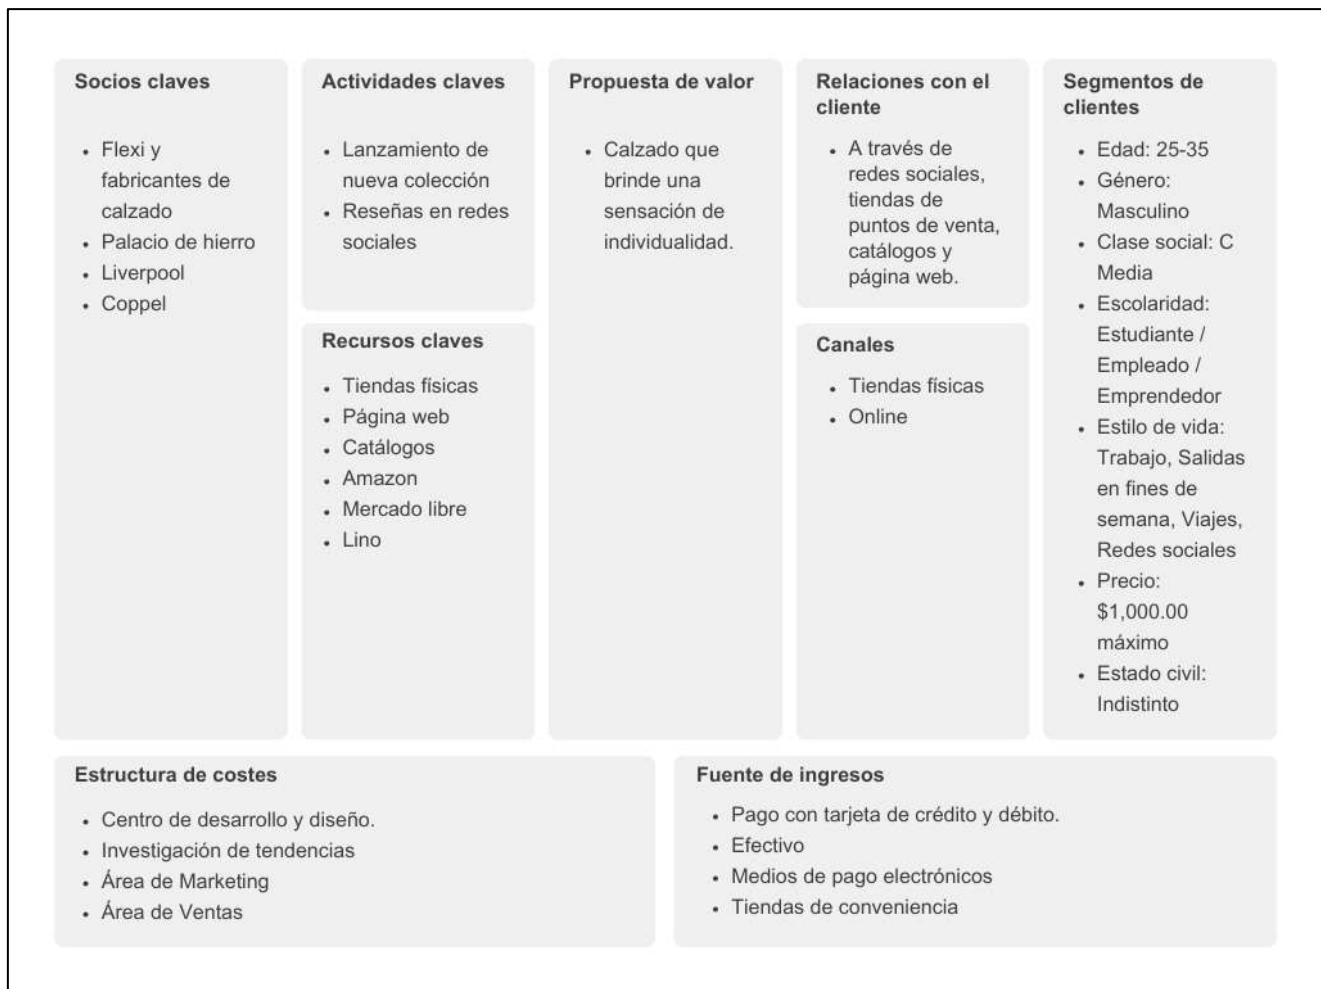 Socios claves
• Flexi y
fabricantes de
calzado
• Palacio de hierro
• Liverpool
• Coppel
Actividades claves
• Lanzamiento de
nueva colección
• Reseñas en redes
sociales
Recursos claves
• Tiendas físicas
• Página web
• Catálogos
• Amazon
• Mercado libre
• Lino
Propuesta de valor
• Calzado que
brinde una
sensación de
individualidad.
Relaciones con el
cliente
• A través de
redes sociales,
tiendas de
puntos de venta,
catálogos y
página web.
Canales
• Tiendas físicas
• Online
Segmentos de
clientes
• Edad: 25-35
• Género:
Masculino
• Clase social: C
Media
• Escolaridad:
Estudiante /
Empleado /
Emprendedor
• Estilo de vida:
Trabajo, Salidas
en fines de
semana, Viajes,
Redes sociales
• Precio:
$1,000.00
máximo
• Estado civil:
Indistinto
Estructura de costes
• Centro de desarrollo y diseño.
• Investigación de tendencias
• Área de Marketing
• Área de Ventas
Fuente de ingresos
• Pago con tarjeta de crédito y débito.
• Efectivo
• Medios de pago electrónicos
• Tiendas de conveniencia